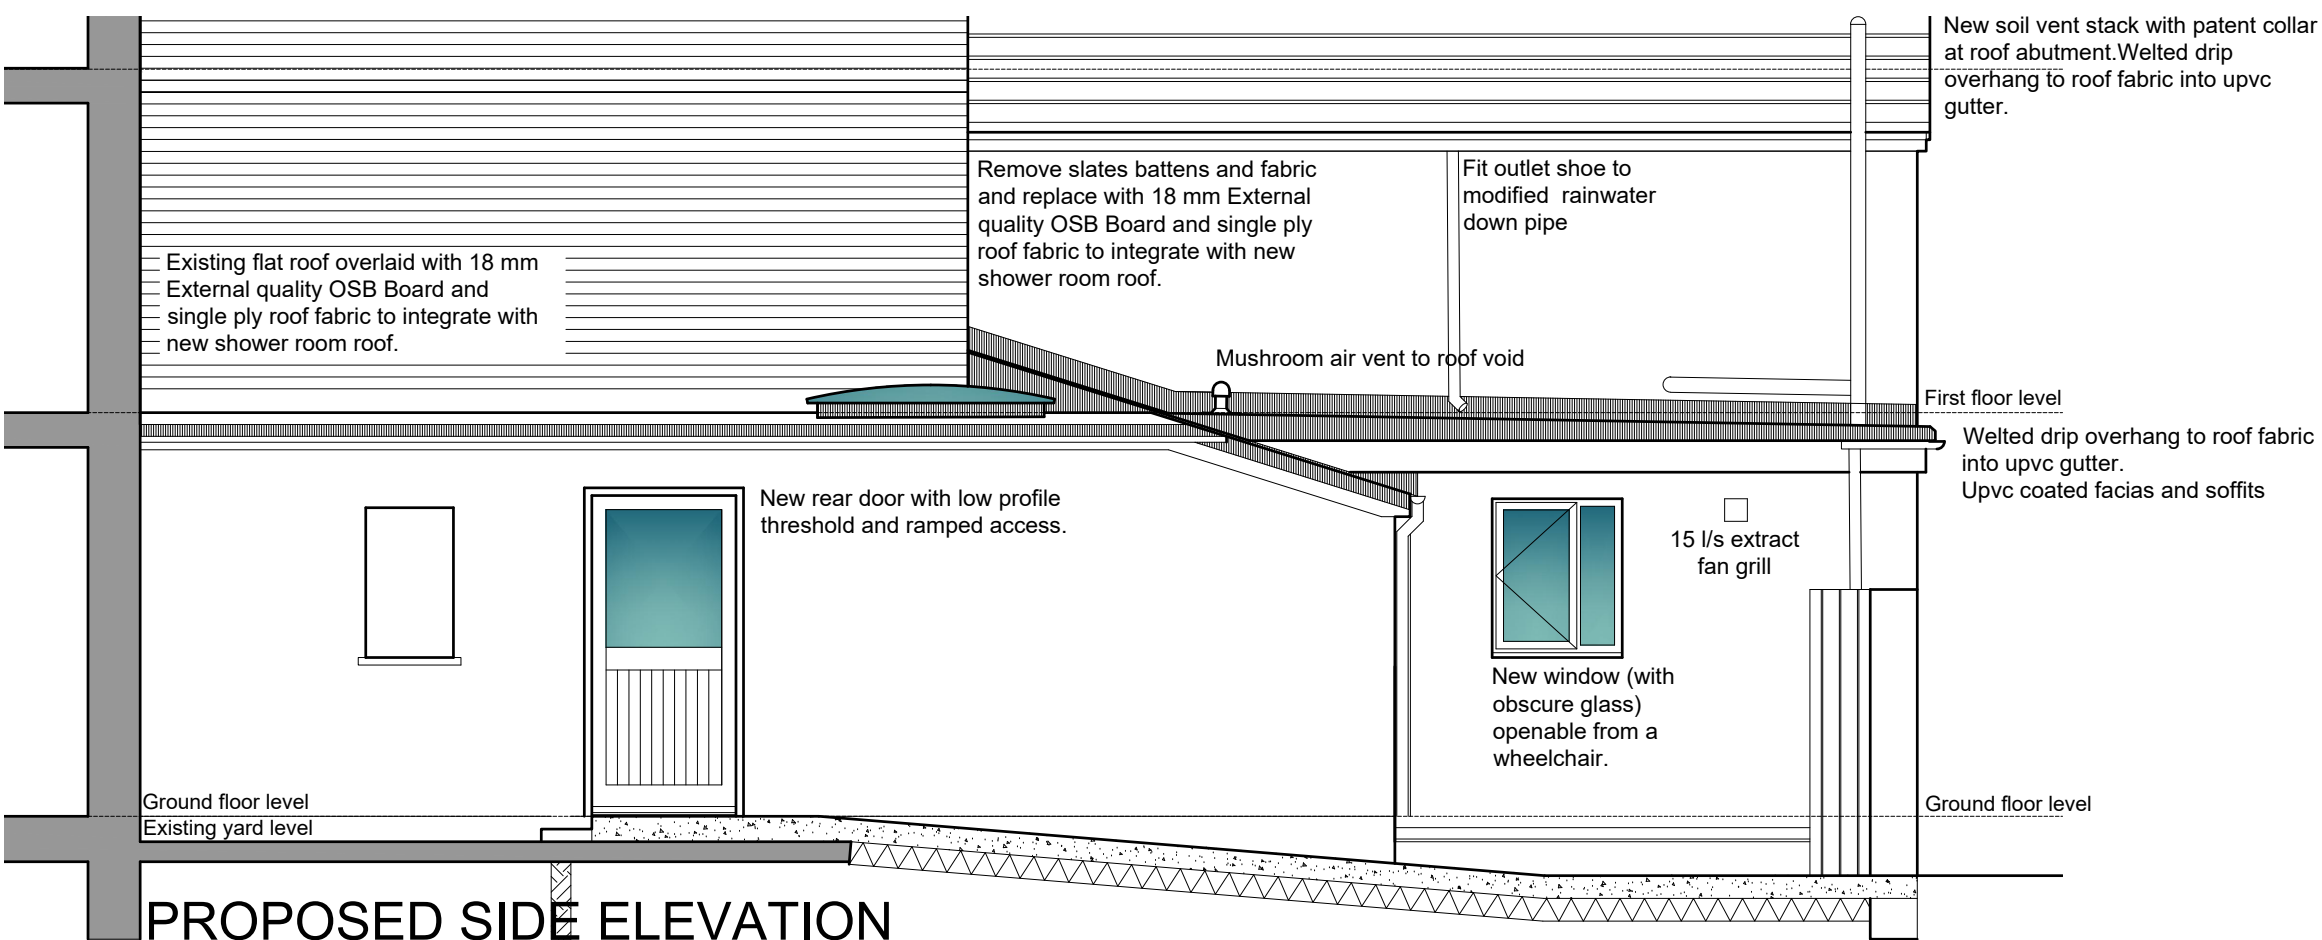 New soil vent stack with patent collar
at roof abutment.Welted drip
overhang to roof fabric into upvc
gutter.
Remove slates battens and fabric
and replace with 18 mm External
quality OSB Board and single ply
roof fabric to integrate with new
shower room roof.
Fit outlet shoe to
modified rainwater
down pipe
Existing flat roof overlaid with 18 mm
External quality OSB Board and
single ply roof fabric to integrate with
new shower room roof.
Mushroom air vent to roof void
First floor level
Welted drip overhang to roof fabric
into upvc gutter.
Upvc coated facias and soffits
New rear door with low profile
threshold and ramped access.
15 l/s extract
fan grill
New window (with
obscure glass)
openable from a
wheelchair.
Ground floor level
Existing yard level
Ground floor level
PROPOSED SIDE ELEVATION